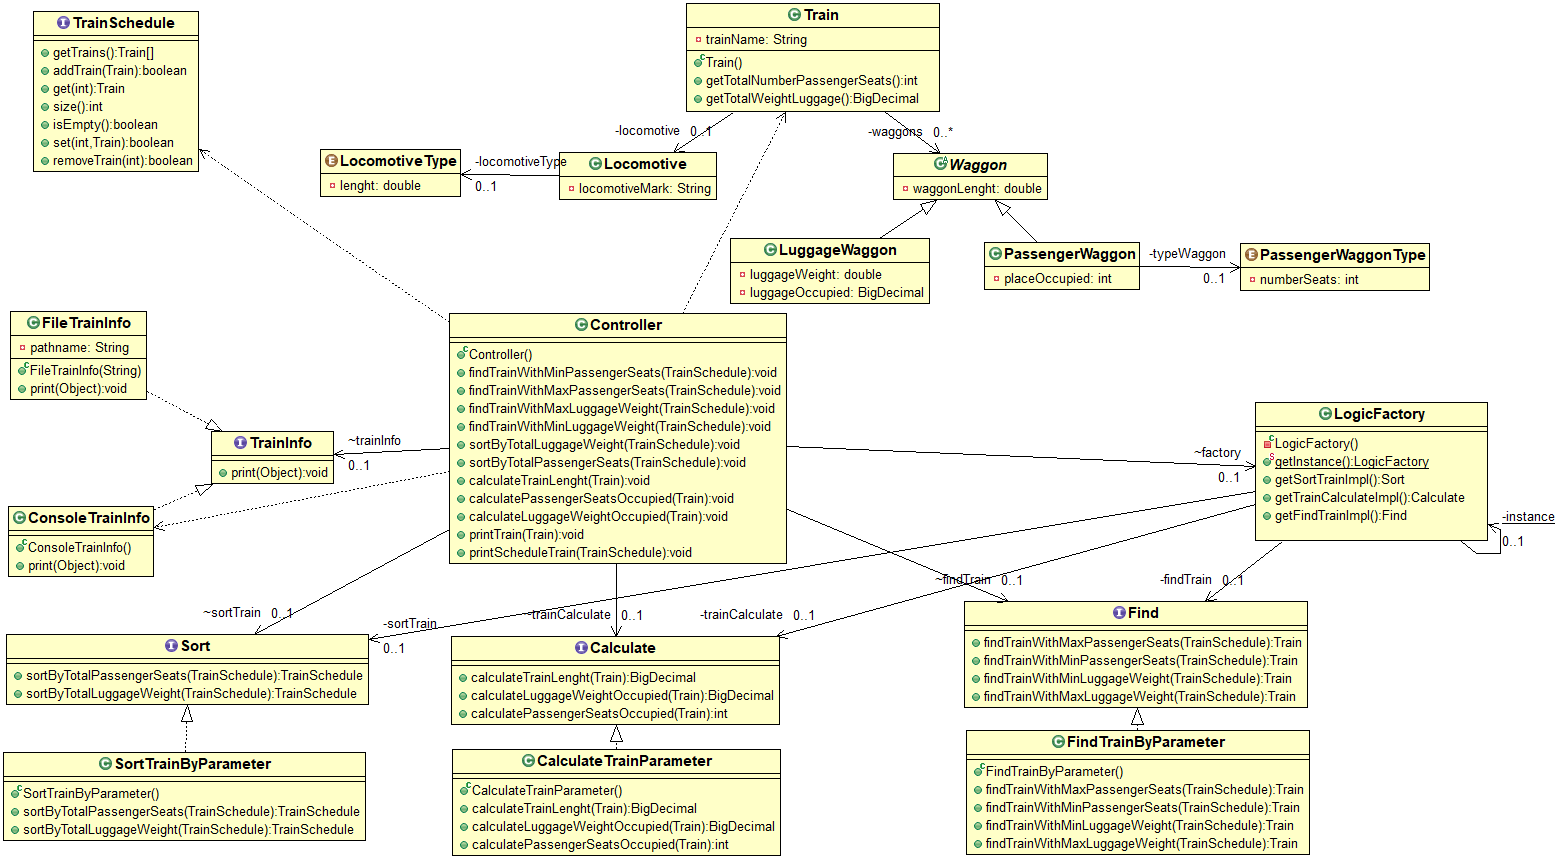 TrainSchedule
getTrains():Train[]
addTrain(Train):boolean
get(int):Train
size():int
isEmpty():boolean
set(int,Train):boolean
removeTrain(int):boolean
Train
trainName: String
Train()
getTotalNumberPassengerSeats():int
getTotalWeightLuggage():BigDecimal
-locomotive 0..1
-waggons 0..*
LocomotiveType
lenght: double
-locomotiveType
0..1
Locomotive
locomotiveMark: String
Waggon
waggonLenght: double
LuggageWaggon
luggageWeight: double
luggageOccupied: BigDecimal
PassengerWaggon
placeOccupied: int
-typeWaggon
0..1
PassengerWaggonType
numberSeats: int
FileTrainInfo
pathname: String
FileTrainInfo(String)
print(Object):void
TrainInfo
print(Object):void
~trainInfo
0..1
ConsoleTrainInfo
ConsoleTrainInfo()
print(Object):void
Controller
Controller()
findTrainWithMinPassengerSeats(TrainSchedule):void
findTrainWithMaxPassengerSeats(TrainSchedule):void
findTrainWithMaxLuggageWeight(TrainSchedule):void
findTrainWithMinLuggageWeight(TrainSchedule):void
sortByTotalLuggageWeight(TrainSchedule):void
sortByTotalPassengerSeats(TrainSchedule):void
calculateTrainLenght(Train):void
calculatePassengerSeatsOccupied(Train):void
calculateLuggageWeightOccupied(Train):void
printTrain(Train):void
printScheduleTrain(TrainSchedule):void
~factory
0..1
LogicFactory
LogicFactory()
getInstance():LogicFactory
getSortTrainImpl():Sort
getTrainCalculateImpl():Calculate
getFindTrainImpl():Find
-instance
0..1
~sortTrain 0..1
-sortTrain
0..1
~trainCalculate 0..1
-trainCalculate 0..1
~findTrain 0..1
-findTrain 0..1
Sort
sortByTotalPassengerSeats(TrainSchedule):TrainSchedule
sortByTotalLuggageWeight(TrainSchedule):TrainSchedule
Calculate
calculateTrainLenght(Train):BigDecimal
calculateLuggageWeightOccupied(Train):BigDecimal
calculatePassengerSeatsOccupied(Train):int
Find
findTrainWithMaxPassengerSeats(TrainSchedule):Train
findTrainWithMinPassengerSeats(TrainSchedule):Train
findTrainWithMinLuggageWeight(TrainSchedule):Train
findTrainWithMaxLuggageWeight(TrainSchedule):Train
SortTrainByParameter
SortTrainByParameter()
sortByTotalPassengerSeats(TrainSchedule):TrainSchedule
sortByTotalLuggageWeight(TrainSchedule):TrainSchedule
CalculateTrainParameter
CalculateTrainParameter()
calculateTrainLenght(Train):BigDecimal
calculateLuggageWeightOccupied(Train):BigDecimal
calculatePassengerSeatsOccupied(Train):int
FindTrainByParameter
FindTrainByParameter()
findTrainWithMaxPassengerSeats(TrainSchedule):Train
findTrainWithMinPassengerSeats(TrainSchedule):Train
findTrainWithMinLuggageWeight(TrainSchedule):Train
findTrainWithMaxLuggageWeight(TrainSchedule):Train